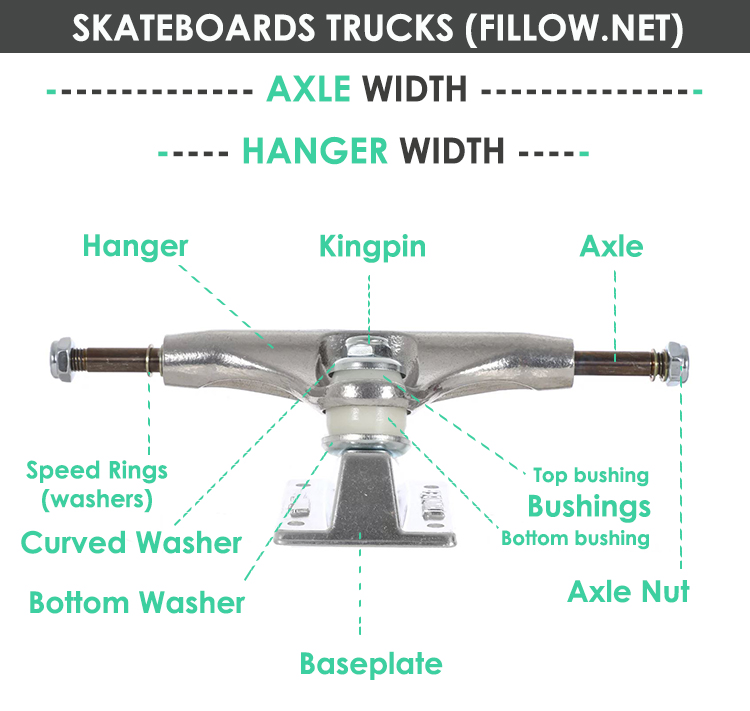 SKATEBOARDS TRUCKS (FILLOW.NET)
AXLE WIDTH
HANGER WIDTH
Hanger
Kingpin
Axle
Speed Rings
(washers)
Top bushing
Bushings
Bottom bushing
Curved Washer
Axle Nut
Bottom Washer
Baseplate